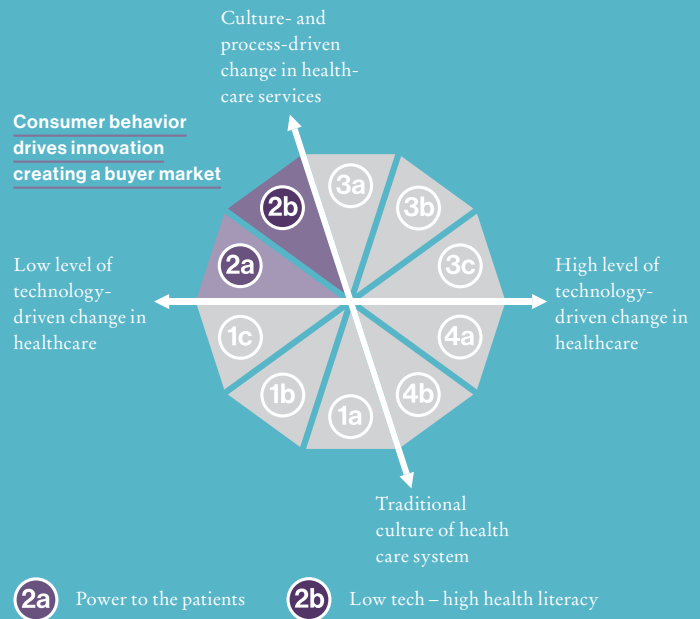 Culture- and
process-driven
change in health-
care services
Consumer behavior
drives innovation
creating a buyer market
3a
2b
3b
2a
3c
Low level of
technology-
driven change in
healthcare
High level of
technology-
driven change in
healthcare
1c
4a
1b
4b
1a
Traditional
culture of health
care system
2a Power to the patients
2b Low tech – high health literacy